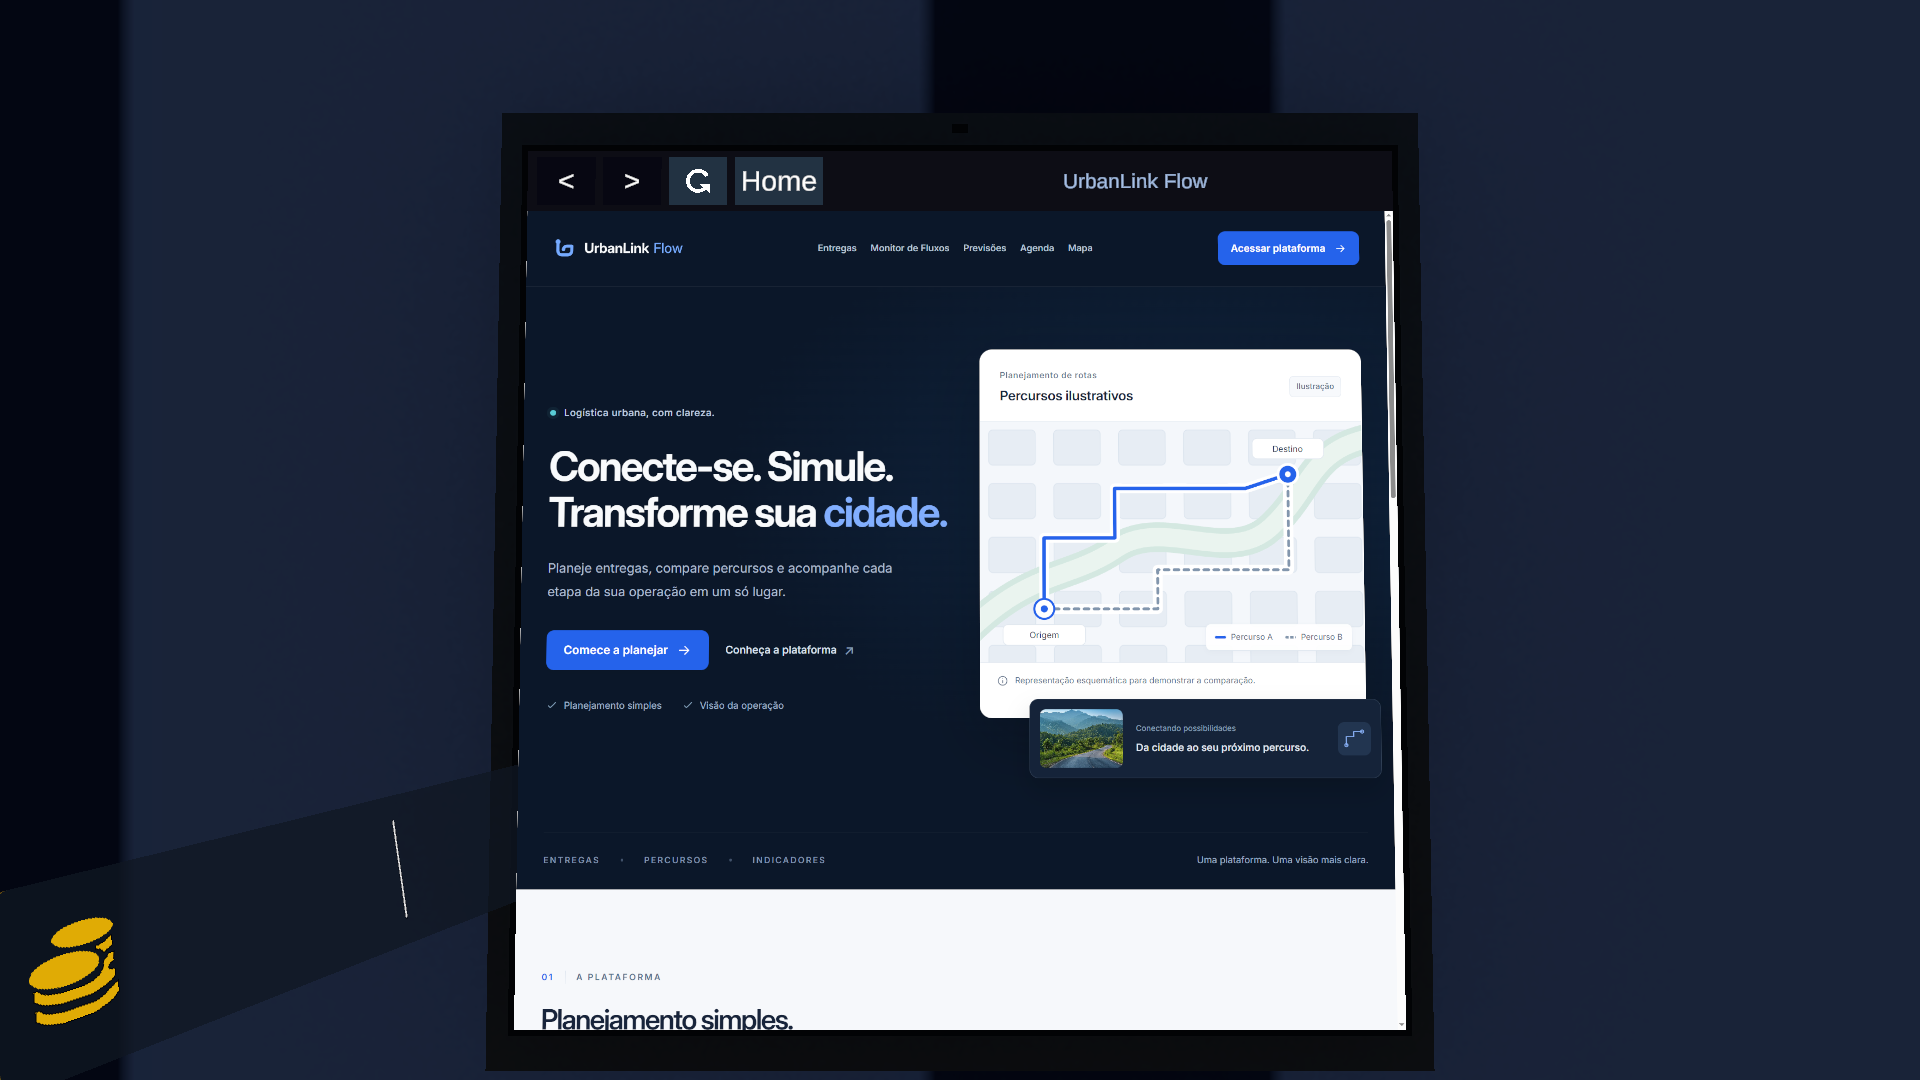 < > Home UrbanLink Flow
UrbanLink Flow
Entregas Monitor de Fluxos Previsões Agenda Mapa
Acessar plataforma →
Logística urbana, com clareza.
Conecte-se. Simule.
Transforme sua cidade.
Planeje entregas, compare percursos e acompanhe cada
etapa da sua operação em um só lugar.
Comece a planejar →
Conheça a plataforma ↗
Planejamento simples
Visão da operação
Planejamento de rotas
Percursos ilustrativos
Ilustração
Destino
Origem
Percurso A
Percurso B
Representação esquemática para demonstrar a comparação.
Conectando possibilidades
Da cidade ao seu próximo percurso.
ENTREGAS • PERCURSOS • INDICADORES
Uma plataforma. Uma visão mais clara.
01 A PLATAFORMA
Planejamento simples.